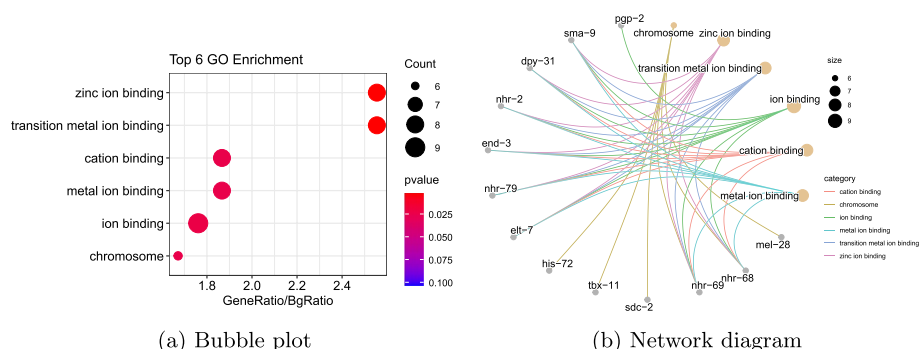 Top 6 GO Enrichment
zinc ion binding
transition metal ion binding
cation binding
metal ion binding
ion binding
chromosome
1.8 2.0 2.2 2.4
GeneRatio/BgRatio
Count
6
7
8
9
pvalue
0.025
0.050
0.075
0.100
(a) Bubble plot
pgp−2
chromosome
sma−9
zinc ion binding
dpy−31
transition metal ion binding
nhr−2
ion binding
end−3
cation binding
nhr−79
metal ion binding
elt−7
mel−28
his−72
nhr−68
tbx−11
nhr−69
sdc−2
size
6
7
8
9
category
cation binding
chromosome
ion binding
metal ion binding
transition metal ion binding
zinc ion binding
(b) Network diagram